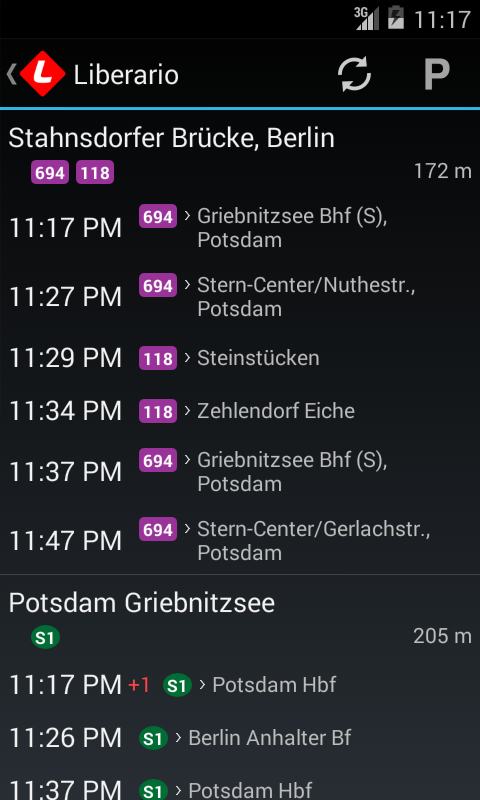 3G 11:17
L Liberario P
Stahnsdorfer Brücke, Berlin
694 118 172 m
11:17 PM 694 › Griebnitzsee Bhf (S),
Potsdam
11:27 PM 694 › Stern-Center/Nuthestr.,
Potsdam
11:29 PM 118 › Steinstücken
11:34 PM 118 › Zehlendorf Eiche
11:37 PM 694 › Griebnitzsee Bhf (S),
Potsdam
11:47 PM 694 › Stern-Center/Gerlachstr.,
Potsdam
Potsdam Griebnitzsee
S1 205 m
11:17 PM +1 S1 › Potsdam Hbf
11:26 PM S1 › Berlin Anhalter Bf
11:37 PM S1 › Potsdam Hbf